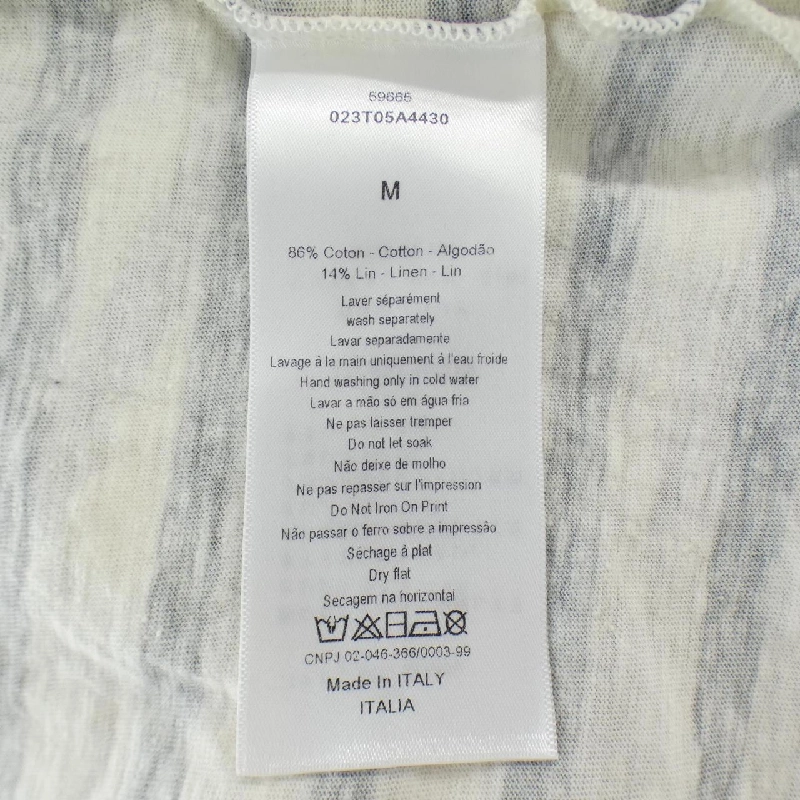 59665
023T05A4430
M
86% Coton - Cotton - Algodão
14% Lin - Linen - Lin
Laver séparément
wash separately
Lavar separadamente
Lavage à la main uniquement à l'eau froide
Hand washing only in cold water
Lavar a mão só em água fria
Ne pas laisser tremper
Do not let soak
Não deixe de molho
Ne pas repasser sur l'impression
Do Not Iron On Print
Não passar o ferro sobre a impressão
Séchage à plat
Dry flat
Secagem na horizontal
CNPJ 02-046-366/0003-99
Made In ITALY
ITALIA